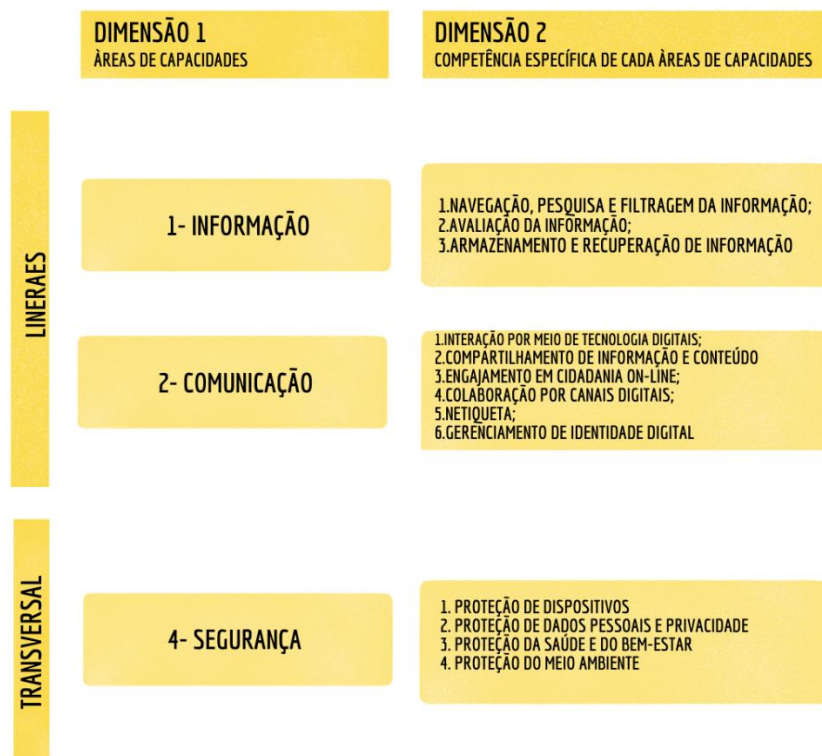 DIMENSÃO 1
ÀREAS DE CAPACIDADES
DIMENSÃO 2
COMPETÊNCIA ESPECÍFICA DE CADA ÀREAS DE CAPACIDADES
LINERAES
1- INFORMAÇÃO
1.NAVEGAÇÃO, PESQUISA E FILTRAGEM DA INFORMAÇÃO;
2.AVALIAÇÃO DA INFORMAÇÃO;
3.ARMAZENAMENTO E RECUPERAÇÃO DE INFORMAÇÃO
2- COMUNICAÇÃO
1.INTERAÇÃO POR MEIO DE TECNOLOGIA DIGITAIS;
2.COMPARTILHAMENTO DE INFORMAÇÃO E CONTEÚDO
3.ENGAJAMENTO EM CIDADANIA ON-LINE;
4.COLABORAÇÃO POR CANAIS DIGITAIS;
5.NETIQUETA;
6.GERENCIAMENTO DE IDENTIDADE DIGITAL
TRANSVERSAL
4- SEGURANÇA
1. PROTEÇÃO DE DISPOSITIVOS
2. PROTEÇÃO DE DADOS PESSOAIS E PRIVACIDADE
3. PROTEÇÃO DA SAÚDE E DO BEM-ESTAR
4. PROTEÇÃO DO MEIO AMBIENTE